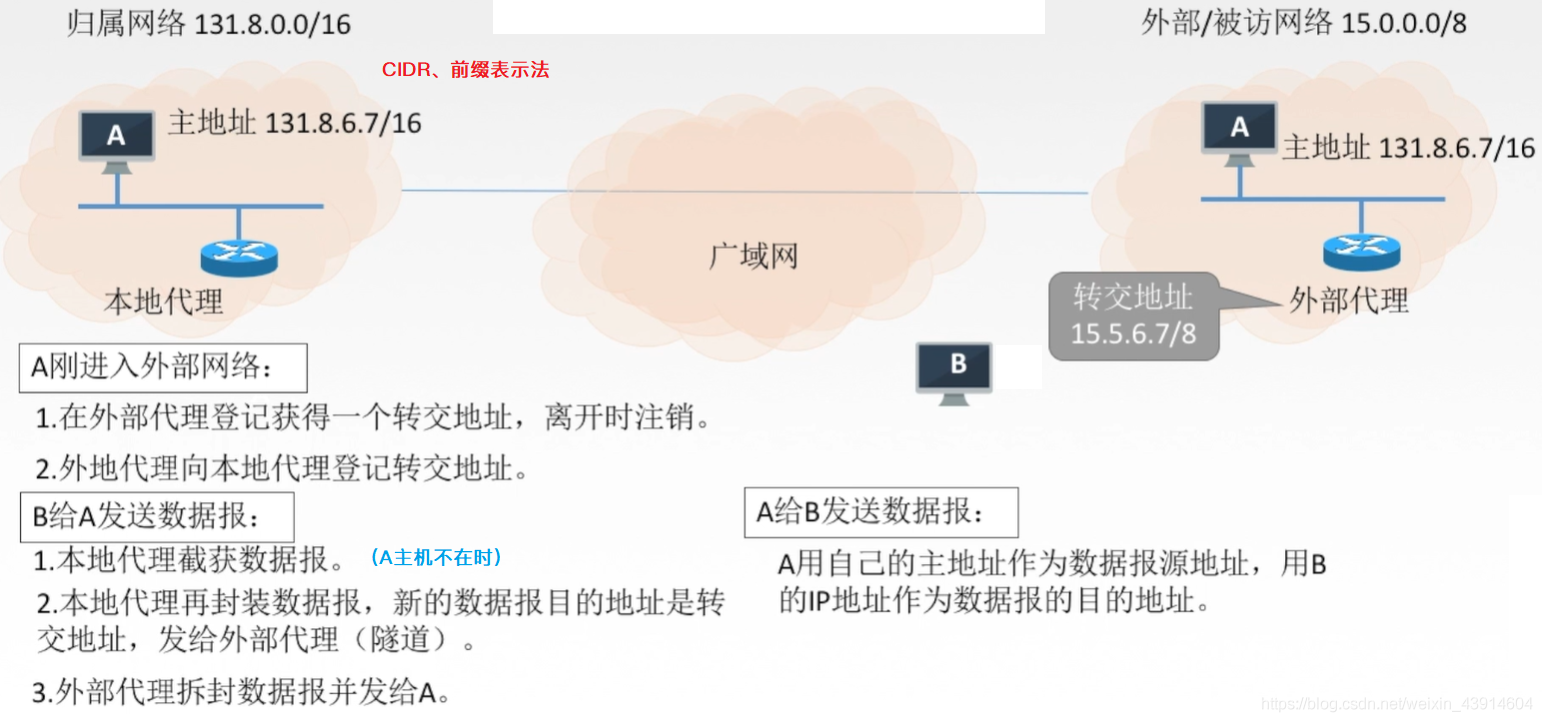 归属网络 131.8.0.0/16
外部/被访网络 15.0.0.0/8
CIDR、前缀表示法
A
主地址 131.8.6.7/16
A
主地址 131.8.6.7/16
广域网
本地代理
转交地址
15.5.6.7/8
外部代理
B
A刚进入外部网络：
1.在外部代理登记获得一个转交地址，离开时注销。
2.外地代理向本地代理登记转交地址。
B给A发送数据报：
1.本地代理截获数据报。（A主机不在时）
2.本地代理再封装数据报，新的数据报目的地址是转
交地址，发给外部代理（隧道）。
3.外部代理拆封数据报并发给A。
A给B发送数据报：
A用自己的主地址作为数据报源地址，用B
的IP地址作为数据报的目的地址。
https://blog.csdn.net/weixin_43914604